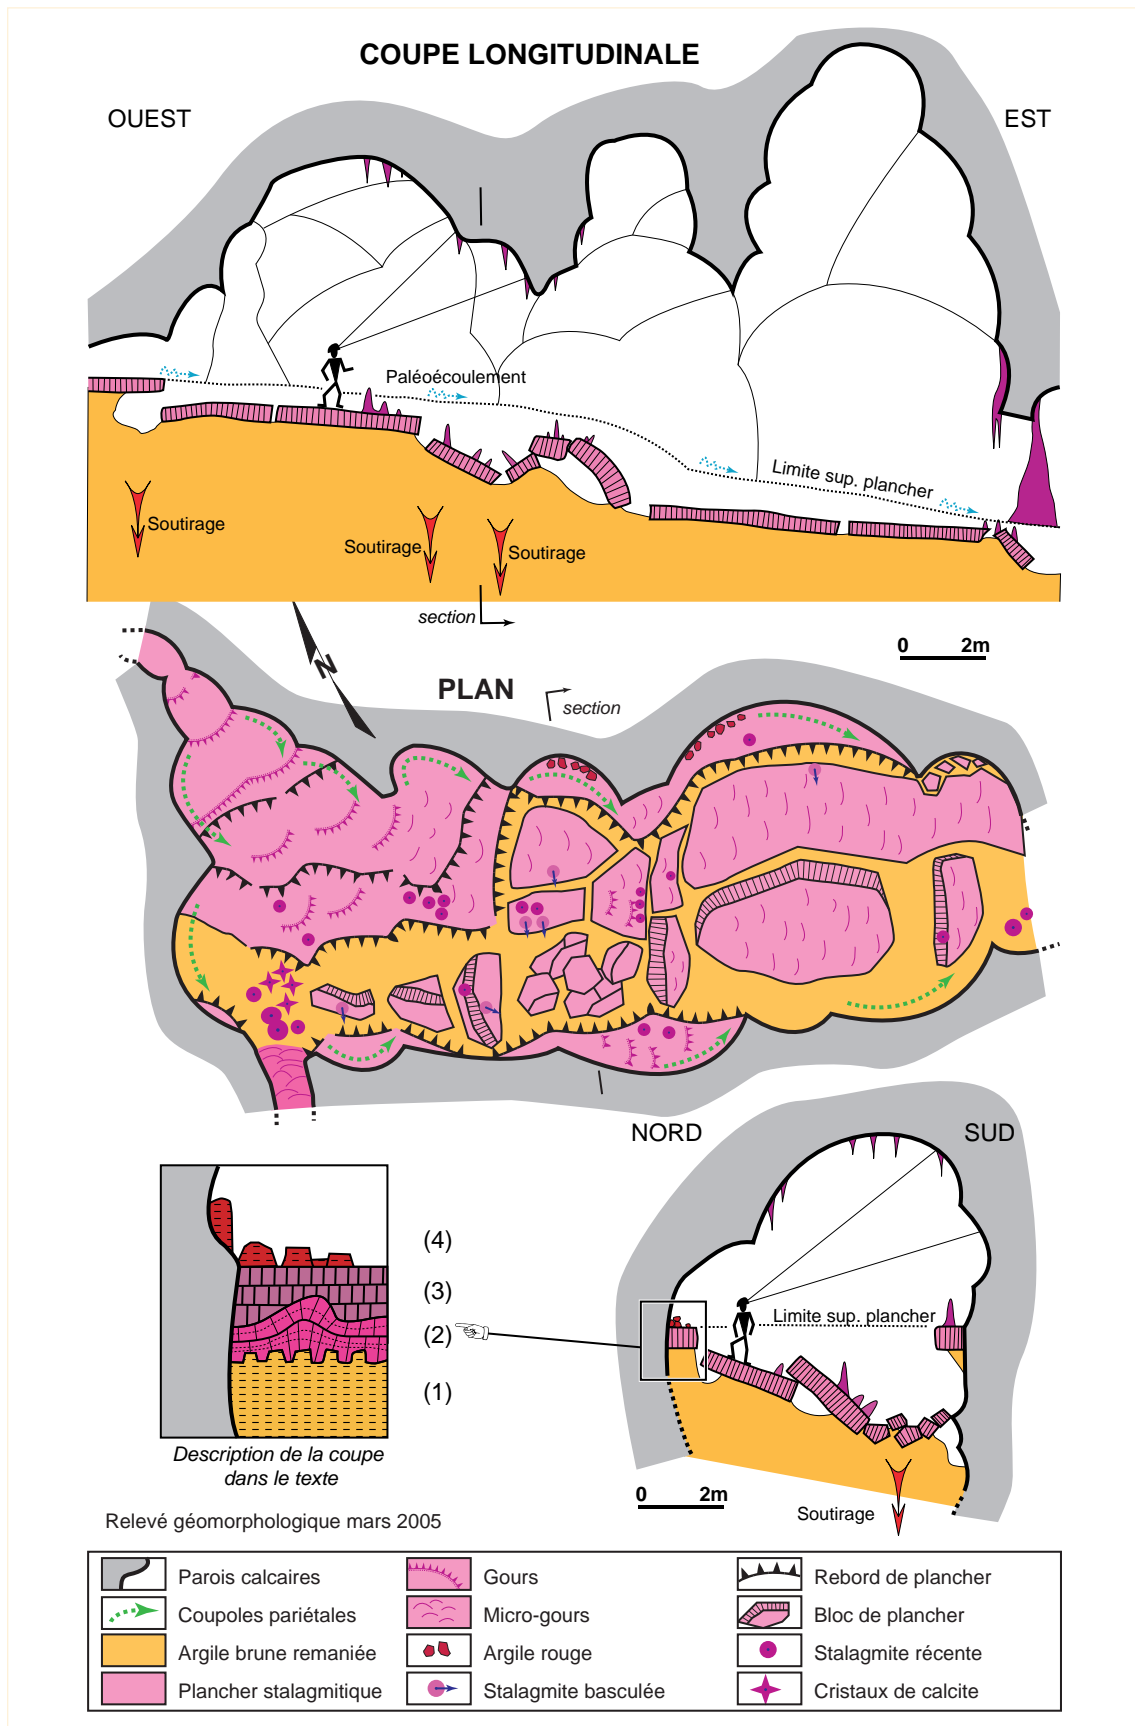 COUPE LONGITUDINALE
OUEST
EST
Paléoécoulement
Limite sup. plancher
Soutirage
Soutirage
Soutirage
section
0 2m
N
PLAN
section
NORD
SUD
(4)
(3)
(2)
(1)
Limite sup. plancher
Description de la coupe
dans le texte
0 2m
Soutirage
Relevé géomorphologique mars 2005
Parois calcaires
Gours
Rebord de plancher
Coupoles pariétales
Micro-gours
Bloc de plancher
Argile brune remaniée
Argile rouge
Stalagmite récente
Plancher stalagmitique
Stalagmite basculée
Cristaux de calcite